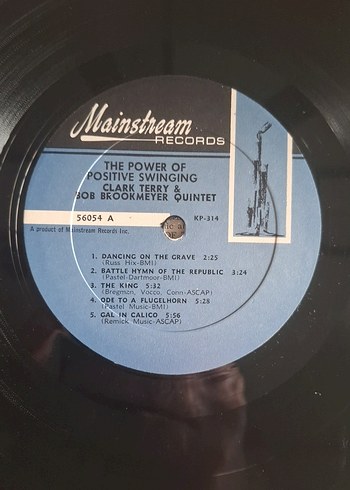 Mainstream
RECORDS
THE POWER OF
POSITIVE SWINGING
CLARK TERRY &
BOB BROOKMEYER QUINTET
56054 A KP-314
A product of Mainstream Records Inc.
1. DANCING ON THE GRAVE 2:25
(Russ Hix-BMI)
2. BATTLE HYMN OF THE REPUBLIC 3:24
(Pastel-Dartmoor-BMI)
3. THE KING 5:32
(Bregman, Vocco, Conn-ASCAP)
4. ODE TO A FLUGELHORN 5:28
(Pastel Music-BMI)
5. GAL IN CALICO 5:56
(Remick Music-ASCAP)